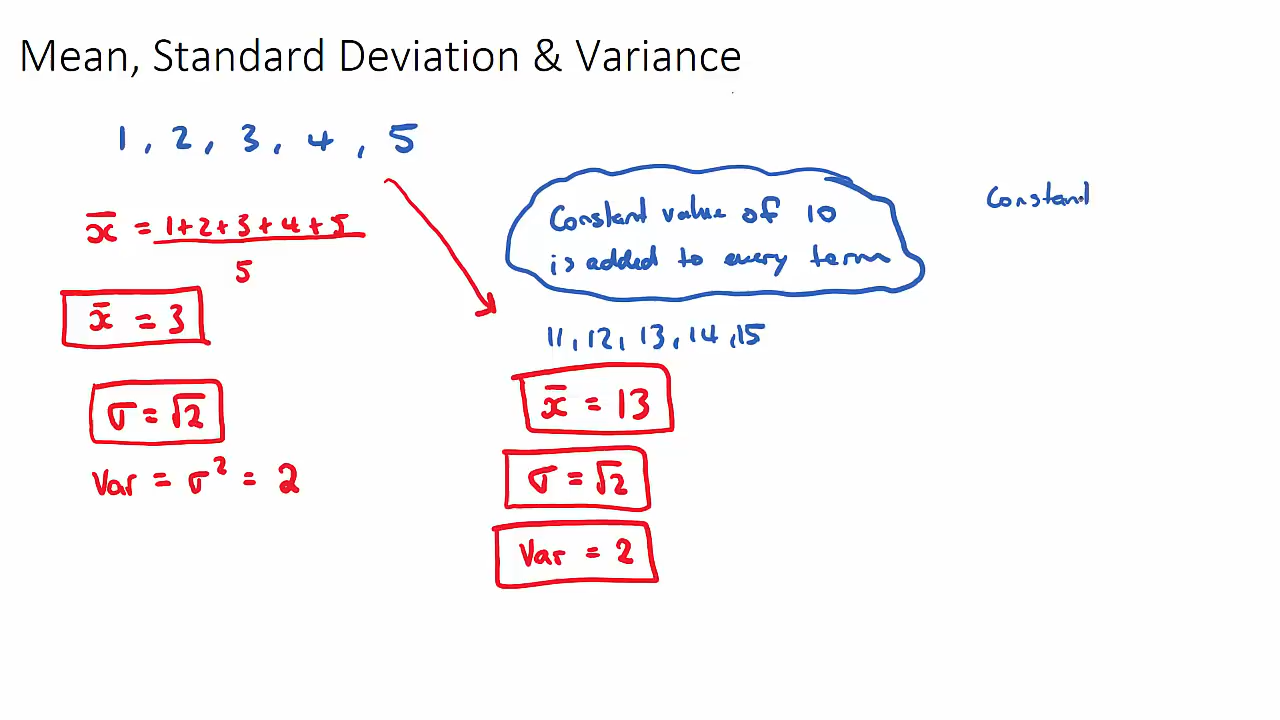 Mean, Standard Deviation & Variance
1, 2, 3, 4, 5
x̄ = 1+2+3+4+5
5
x̄ = 3
σ = √2
Var = σ² = 2
Constant value of 10
is added to every term
11, 12, 13, 14, 15
x̄ = 13
σ = √2
Var = 2
Constant